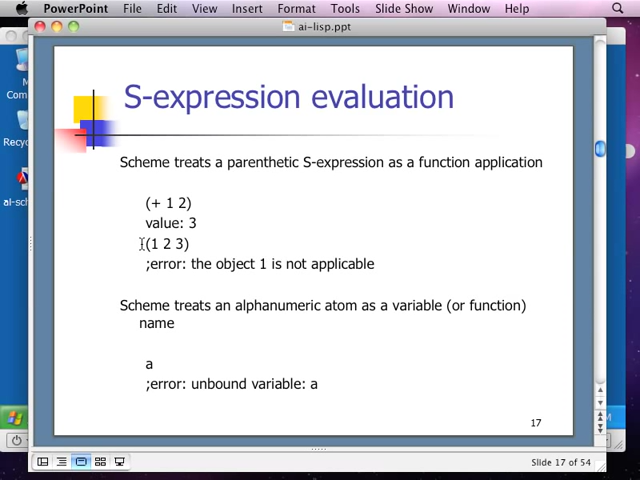 PowerPoint File Edit View Insert Format Tools Slide Show Window Help
ai-lisp.ppt
S-expression evaluation
Scheme treats a parenthetic S-expression as a function application
(+ 1 2)
value: 3
(1 2 3)
;error: the object 1 is not applicable
Scheme treats an alphanumeric atom as a variable (or function)
name
a
;error: unbound variable: a
17
Slide 17 of 54